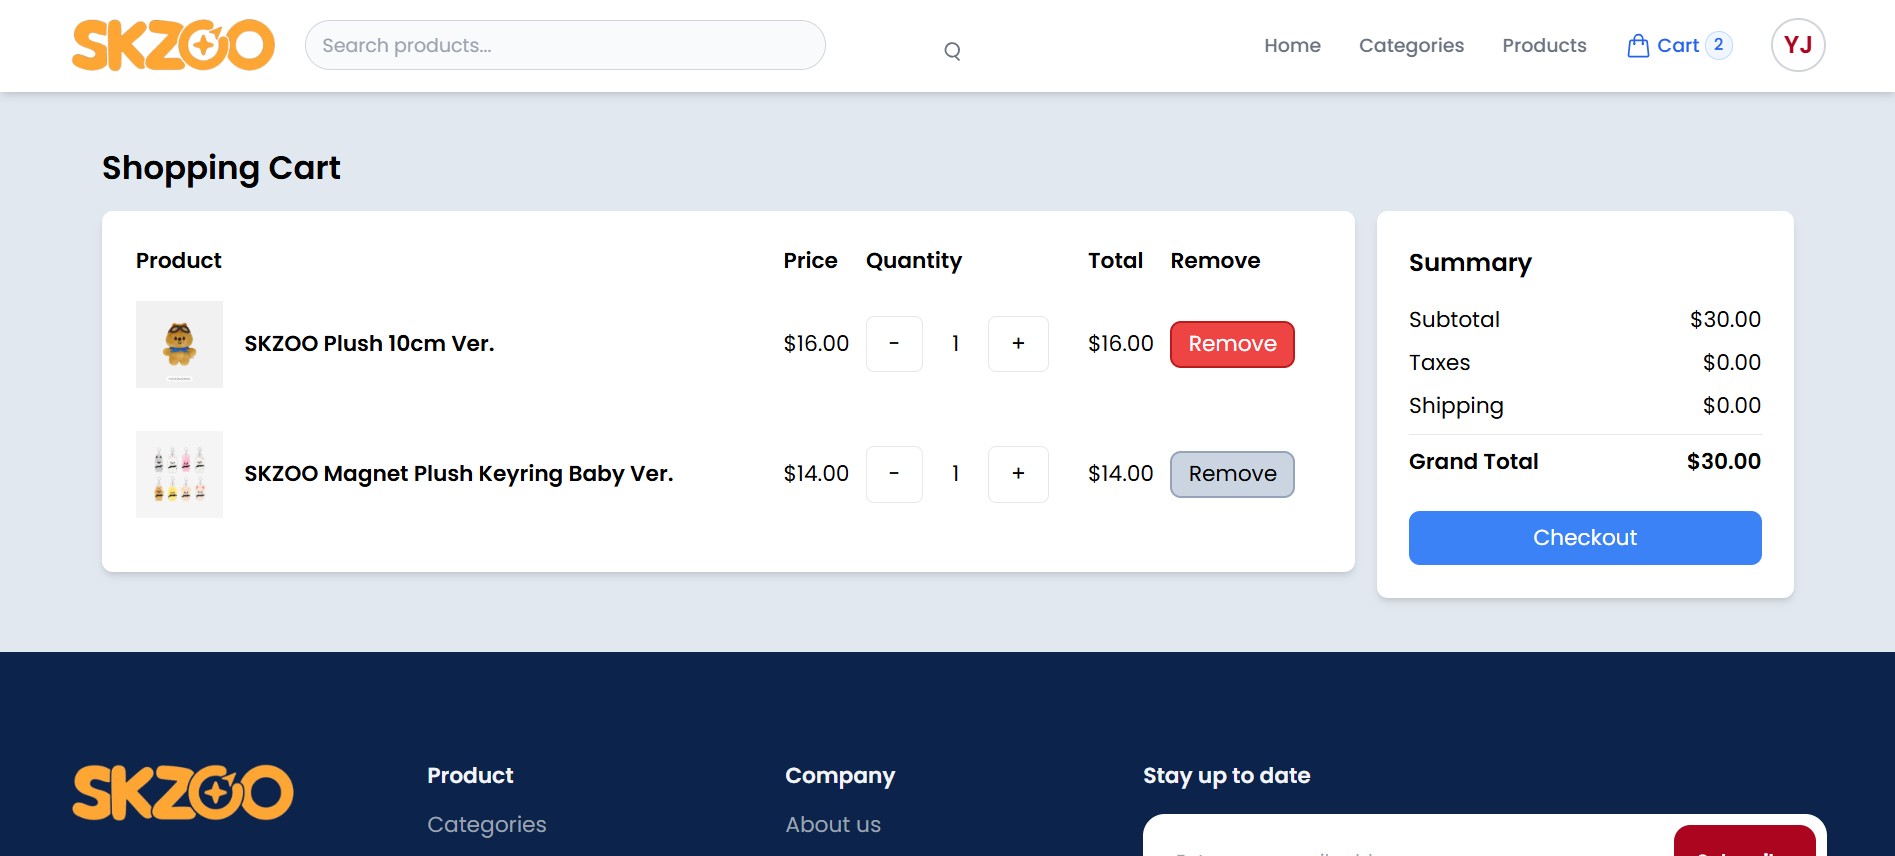 SKZOO
Search products...
Home
Categories
Products
Cart 2
YJ
Shopping Cart
Product Price Quantity Total Remove
SKZOO Plush 10cm Ver. $16.00 - 1 + $16.00 Remove
SKZOO Magnet Plush Keyring Baby Ver. $14.00 - 1 + $14.00 Remove
Summary
Subtotal $30.00
Taxes $0.00
Shipping $0.00
Grand Total $30.00
Checkout
SKZOO
Product
Categories
Company
About us
Stay up to date